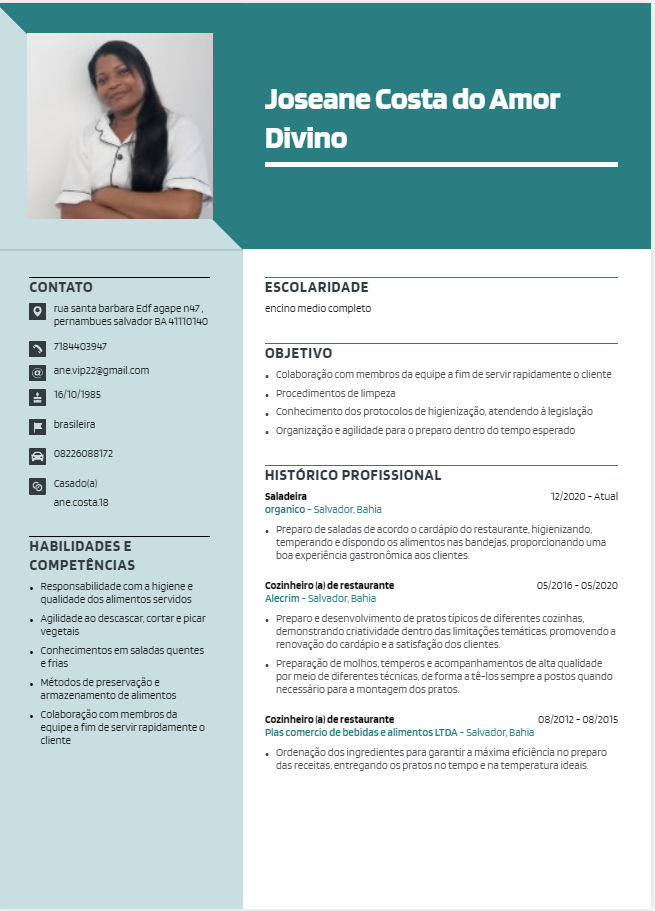 Joseane Costa do Amor
Divino
CONTATO
rua santa barbara Edf agape n47 ,
pernambues salvador BA 41110140
7184403947
ane.vip22@gmail.com
16/10/1985
brasileira
08226088172
Casado(a)
ane.costa.18
HABILIDADES E
COMPETÊNCIAS
• Responsabilidade com a higiene e
qualidade dos alimentos servidos
• Agilidade ao descascar, cortar e picar
vegetais
• Conhecimentos em saladas quentes
e frias
• Métodos de preservação e
armazenamento de alimentos
• Colaboração com membros da
equipe a fim de servir rapidamente o
cliente
ESCOLARIDADE
encino medio completo
OBJETIVO
• Colaboração com membros da equipe a fim de servir rapidamente o cliente
• Procedimentos de limpeza
• Conhecimento dos protocolos de higienização, atendendo à legislação
• Organização e agilidade para o preparo dentro do tempo esperado
HISTÓRICO PROFISSIONAL
Saladeira 12/2020 - Atual
organico - Salvador, Bahia
• Preparo de saladas de acordo o cardápio do restaurante, higienizando,
temperando e dispondo os alimentos nas bandejas, proporcionando uma
boa experiência gastronômica aos clientes.
Cozinheiro (a) de restaurante 05/2016 - 05/2020
Alecrim - Salvador, Bahia
• Preparo e desenvolvimento de pratos típicos de diferentes cozinhas,
demonstrando criatividade dentro das limitações temáticas, promovendo a
renovação do cardápio e a satisfação dos clientes.
• Preparação de molhos, temperos e acompanhamentos de alta qualidade
por meio de diferentes técnicas, de forma a tê-los sempre a postos quando
necessário para a montagem dos pratos.
Cozinheiro (a) de restaurante 08/2012 - 08/2015
Plas comercio de bebidas e alimentos LTDA - Salvador, Bahia
• Ordenação dos ingredientes para garantir a máxima eficiência no preparo
das receitas, entregando os pratos no tempo e na temperatura ideais.